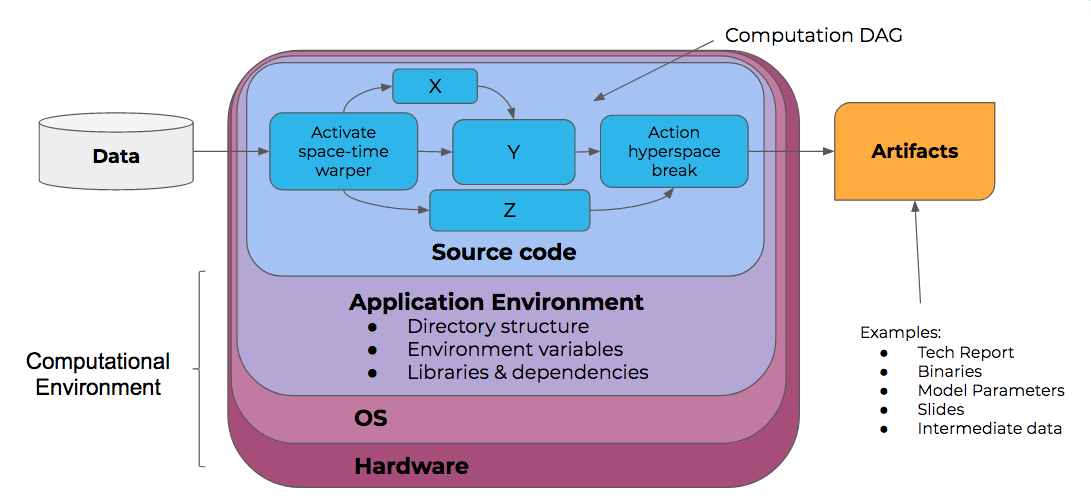 Computation DAG
X
Data
Activate
space-time
warper
Y
Action
hyperspace
break
Artifacts
Z
Source code
Application Environment
● Directory structure
● Environment variables
● Libraries & dependencies
Computational
Environment
OS
Hardware
Examples:
● Tech Report
● Binaries
● Model Parameters
● Slides
● Intermediate data